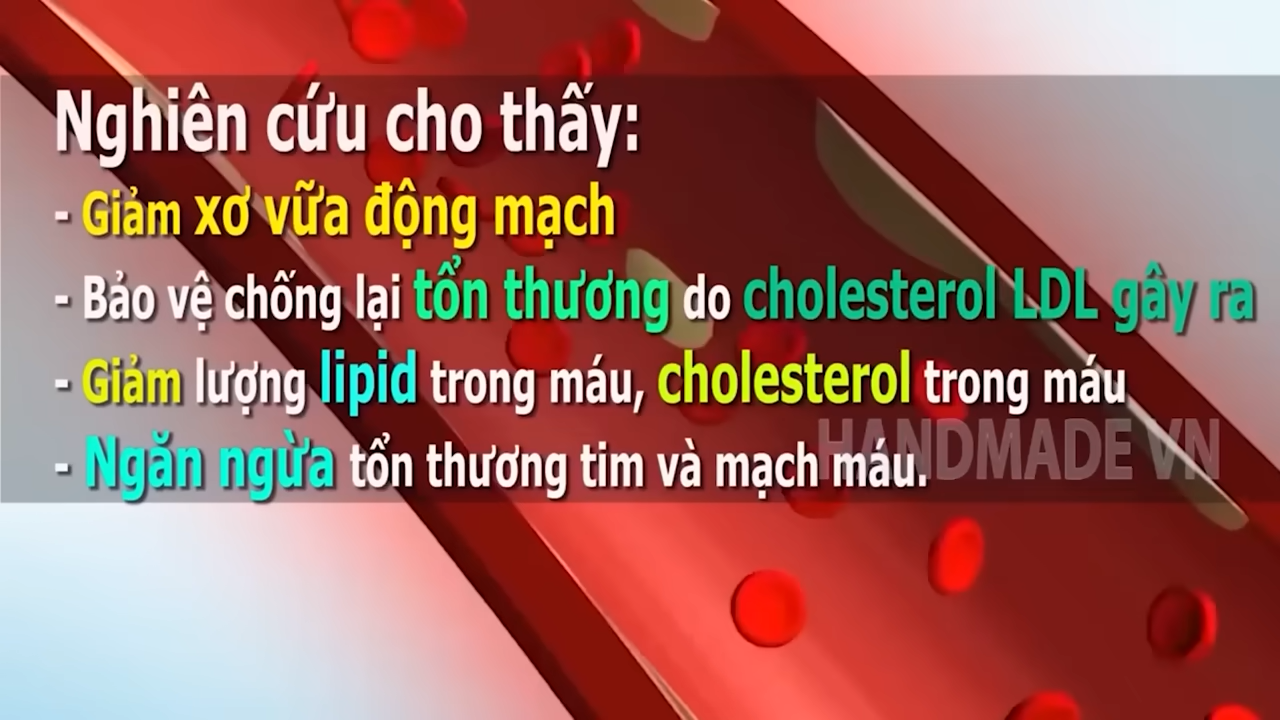 Nghiên cứu cho thấy:
- Giảm xơ vữa động mạch
- Bảo vệ chống lại tổn thương do cholesterol LDL gây ra
- Giảm lượng lipid trong máu, cholesterol trong máu
HANDMADE VN
- Ngăn ngừa tổn thương tim và mạch máu.